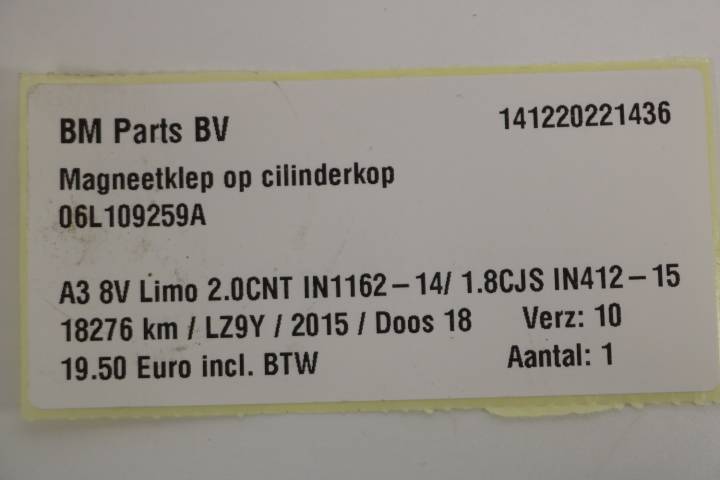 BM Parts BV 141220221436
Magneetklep op cilinderkop
06L109259A
A3 8V Limo 2.0CNT IN1162-14/ 1.8CJS IN412-15
18276 km / LZ9Y / 2015 / Doos 18 Verz: 10
19.50 Euro incl. BTW Aantal: 1